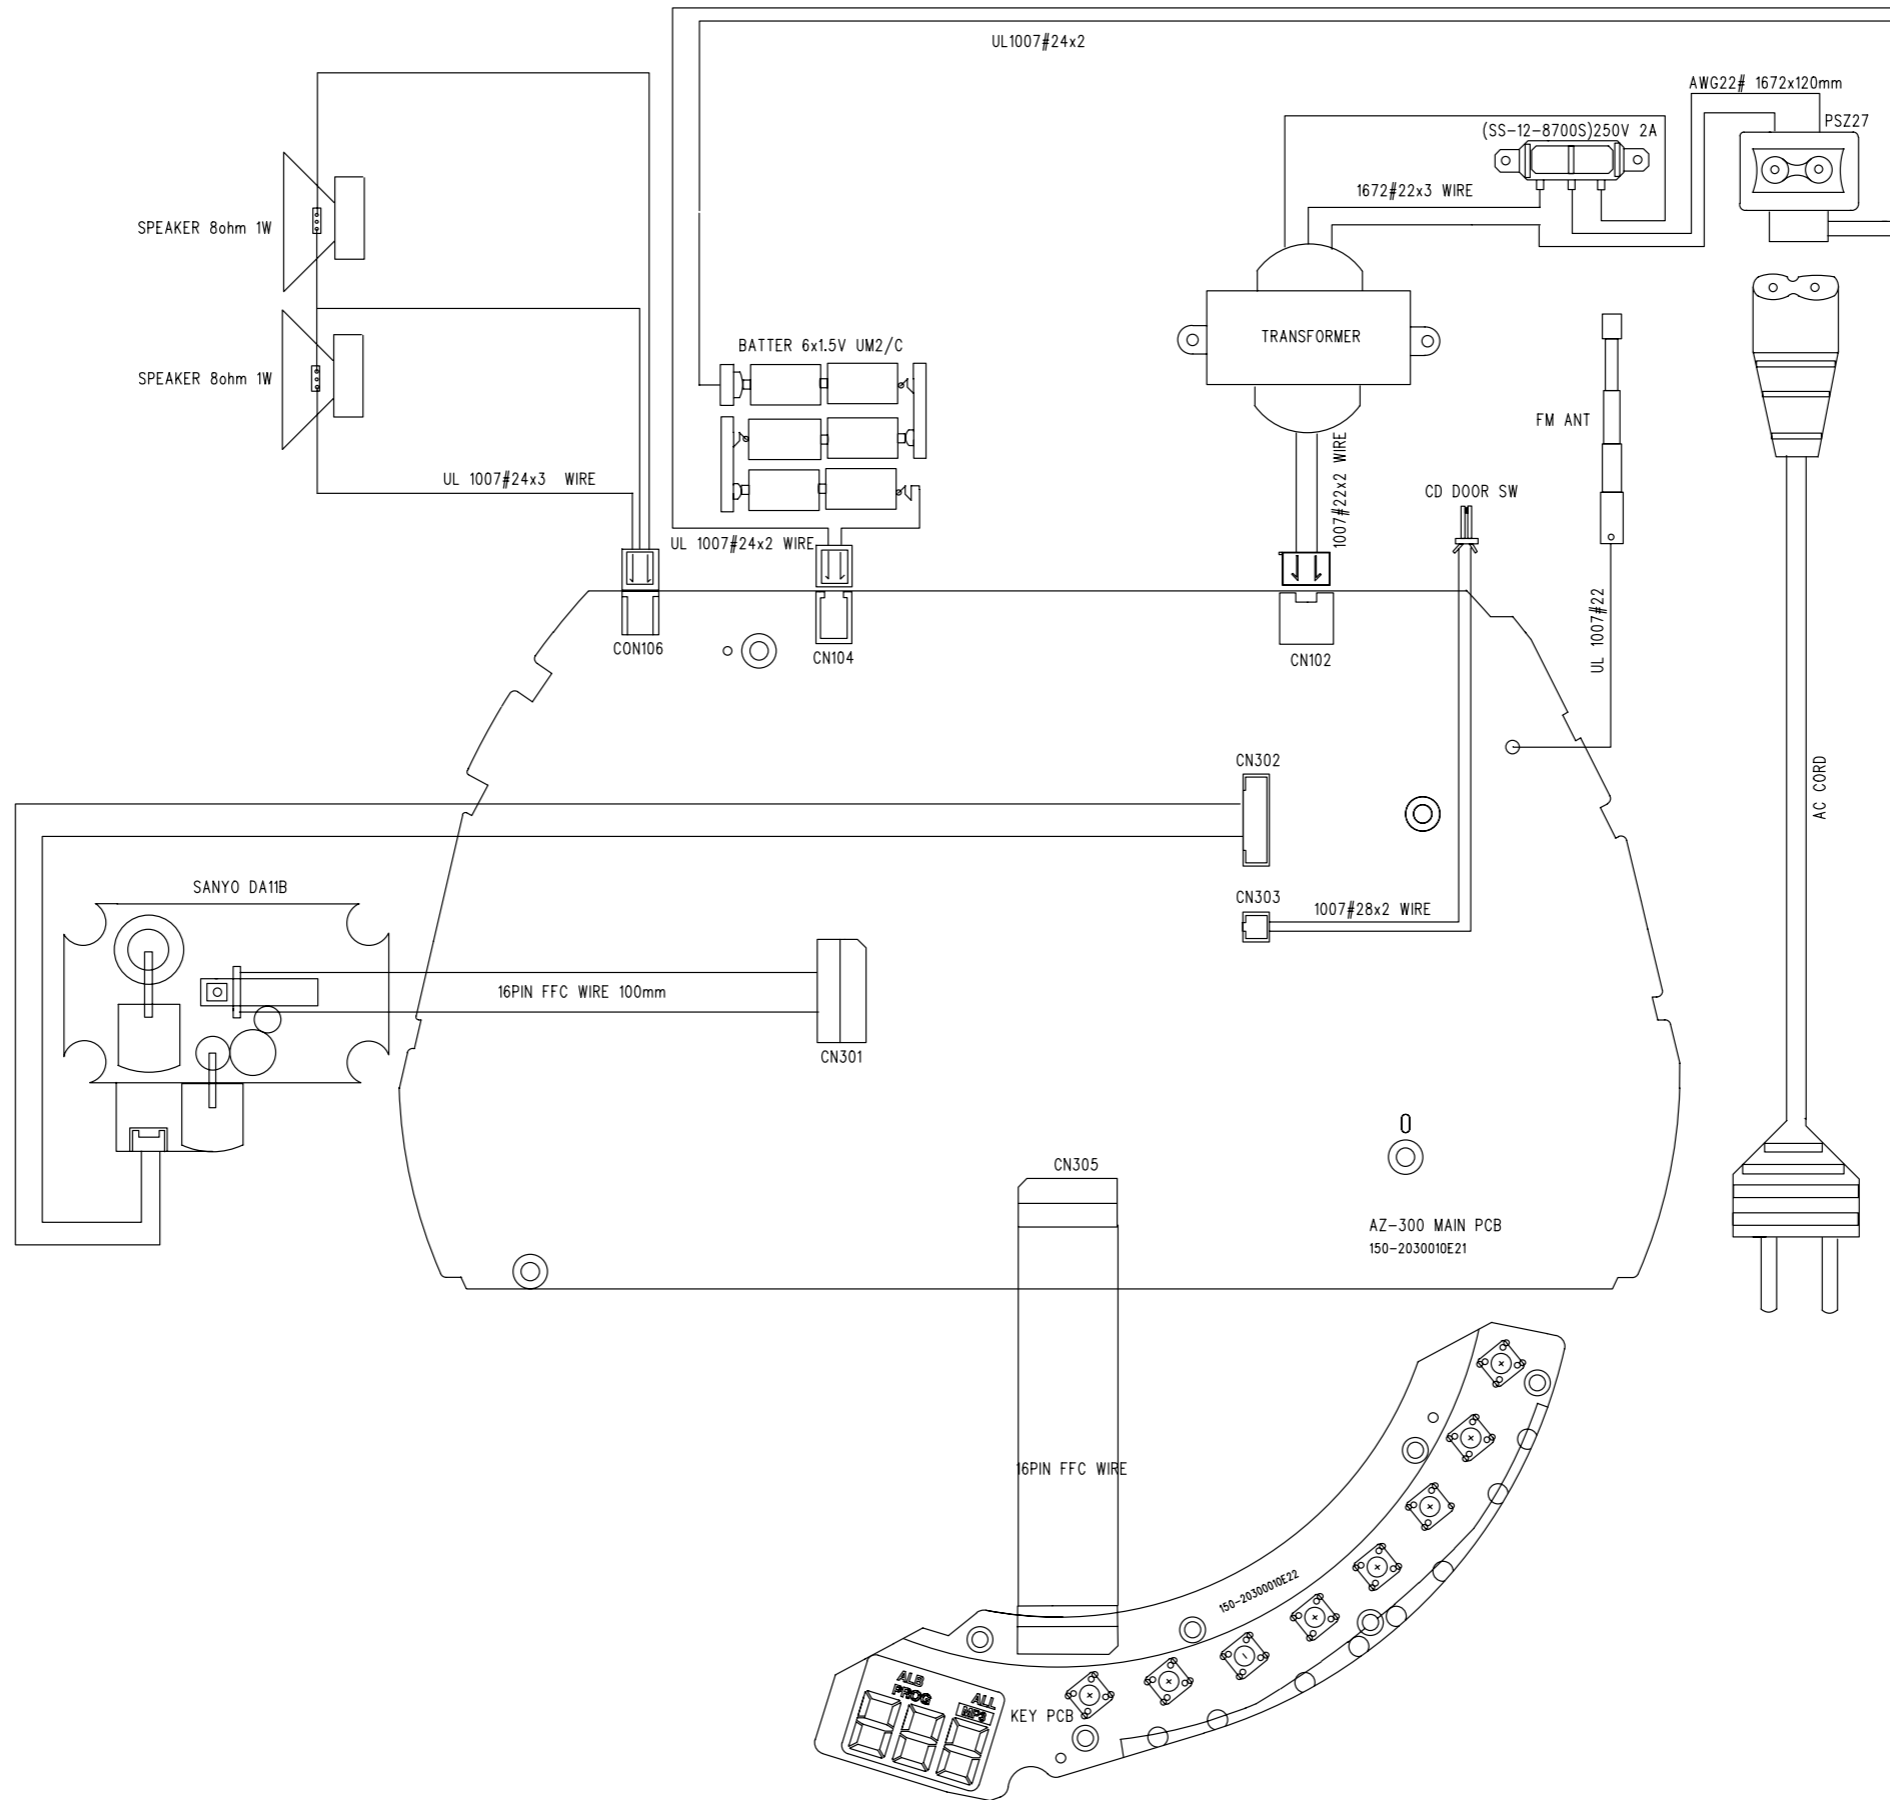 UL1007#24x2
AWG22# 1672x120mm
PSZ27
(SS-12-8700S)250V 2A
1672#22x3 WIRE
SPEAKER 8ohm 1W
TRANSFORMER
BATTER 6x1.5V UM2/C
SPEAKER 8ohm 1W
FM ANT
1007#22x2 WIRE
UL 1007#24x3 WIRE
CD DOOR SW
UL 1007#24x2 WIRE
UL 1007#22
CON106
CN104
CN102
CN302
AC CORD
SANYO DA11B
CN303
1007#28x2 WIRE
16PIN FFC WIRE 100mm
CN301
CN305
AZ-300 MAIN PCB
150-2030010E21
16PIN FFC WIRE
150-20300010E22
ALB
PROG
ALL
MP3
KEY PCB